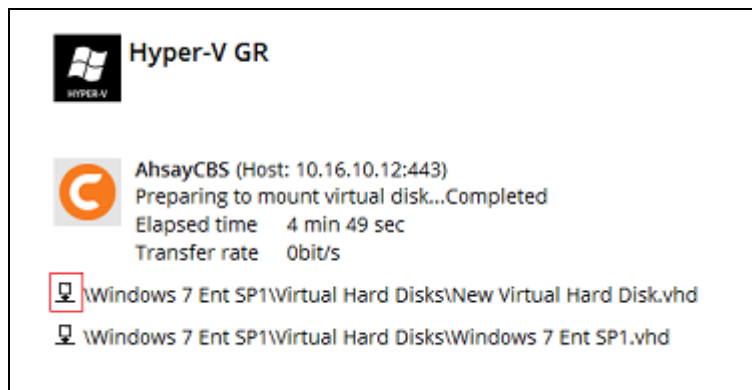 Hyper-V GR
HYPER-V
AhsayCBS (Host: 10.16.10.12:443)
Preparing to mount virtual disk...Completed
Elapsed time 4 min 49 sec
Transfer rate 0bit/s
\Windows 7 Ent SP1\Virtual Hard Disks\New Virtual Hard Disk.vhd
\Windows 7 Ent SP1\Virtual Hard Disks\Windows 7 Ent SP1.vhd